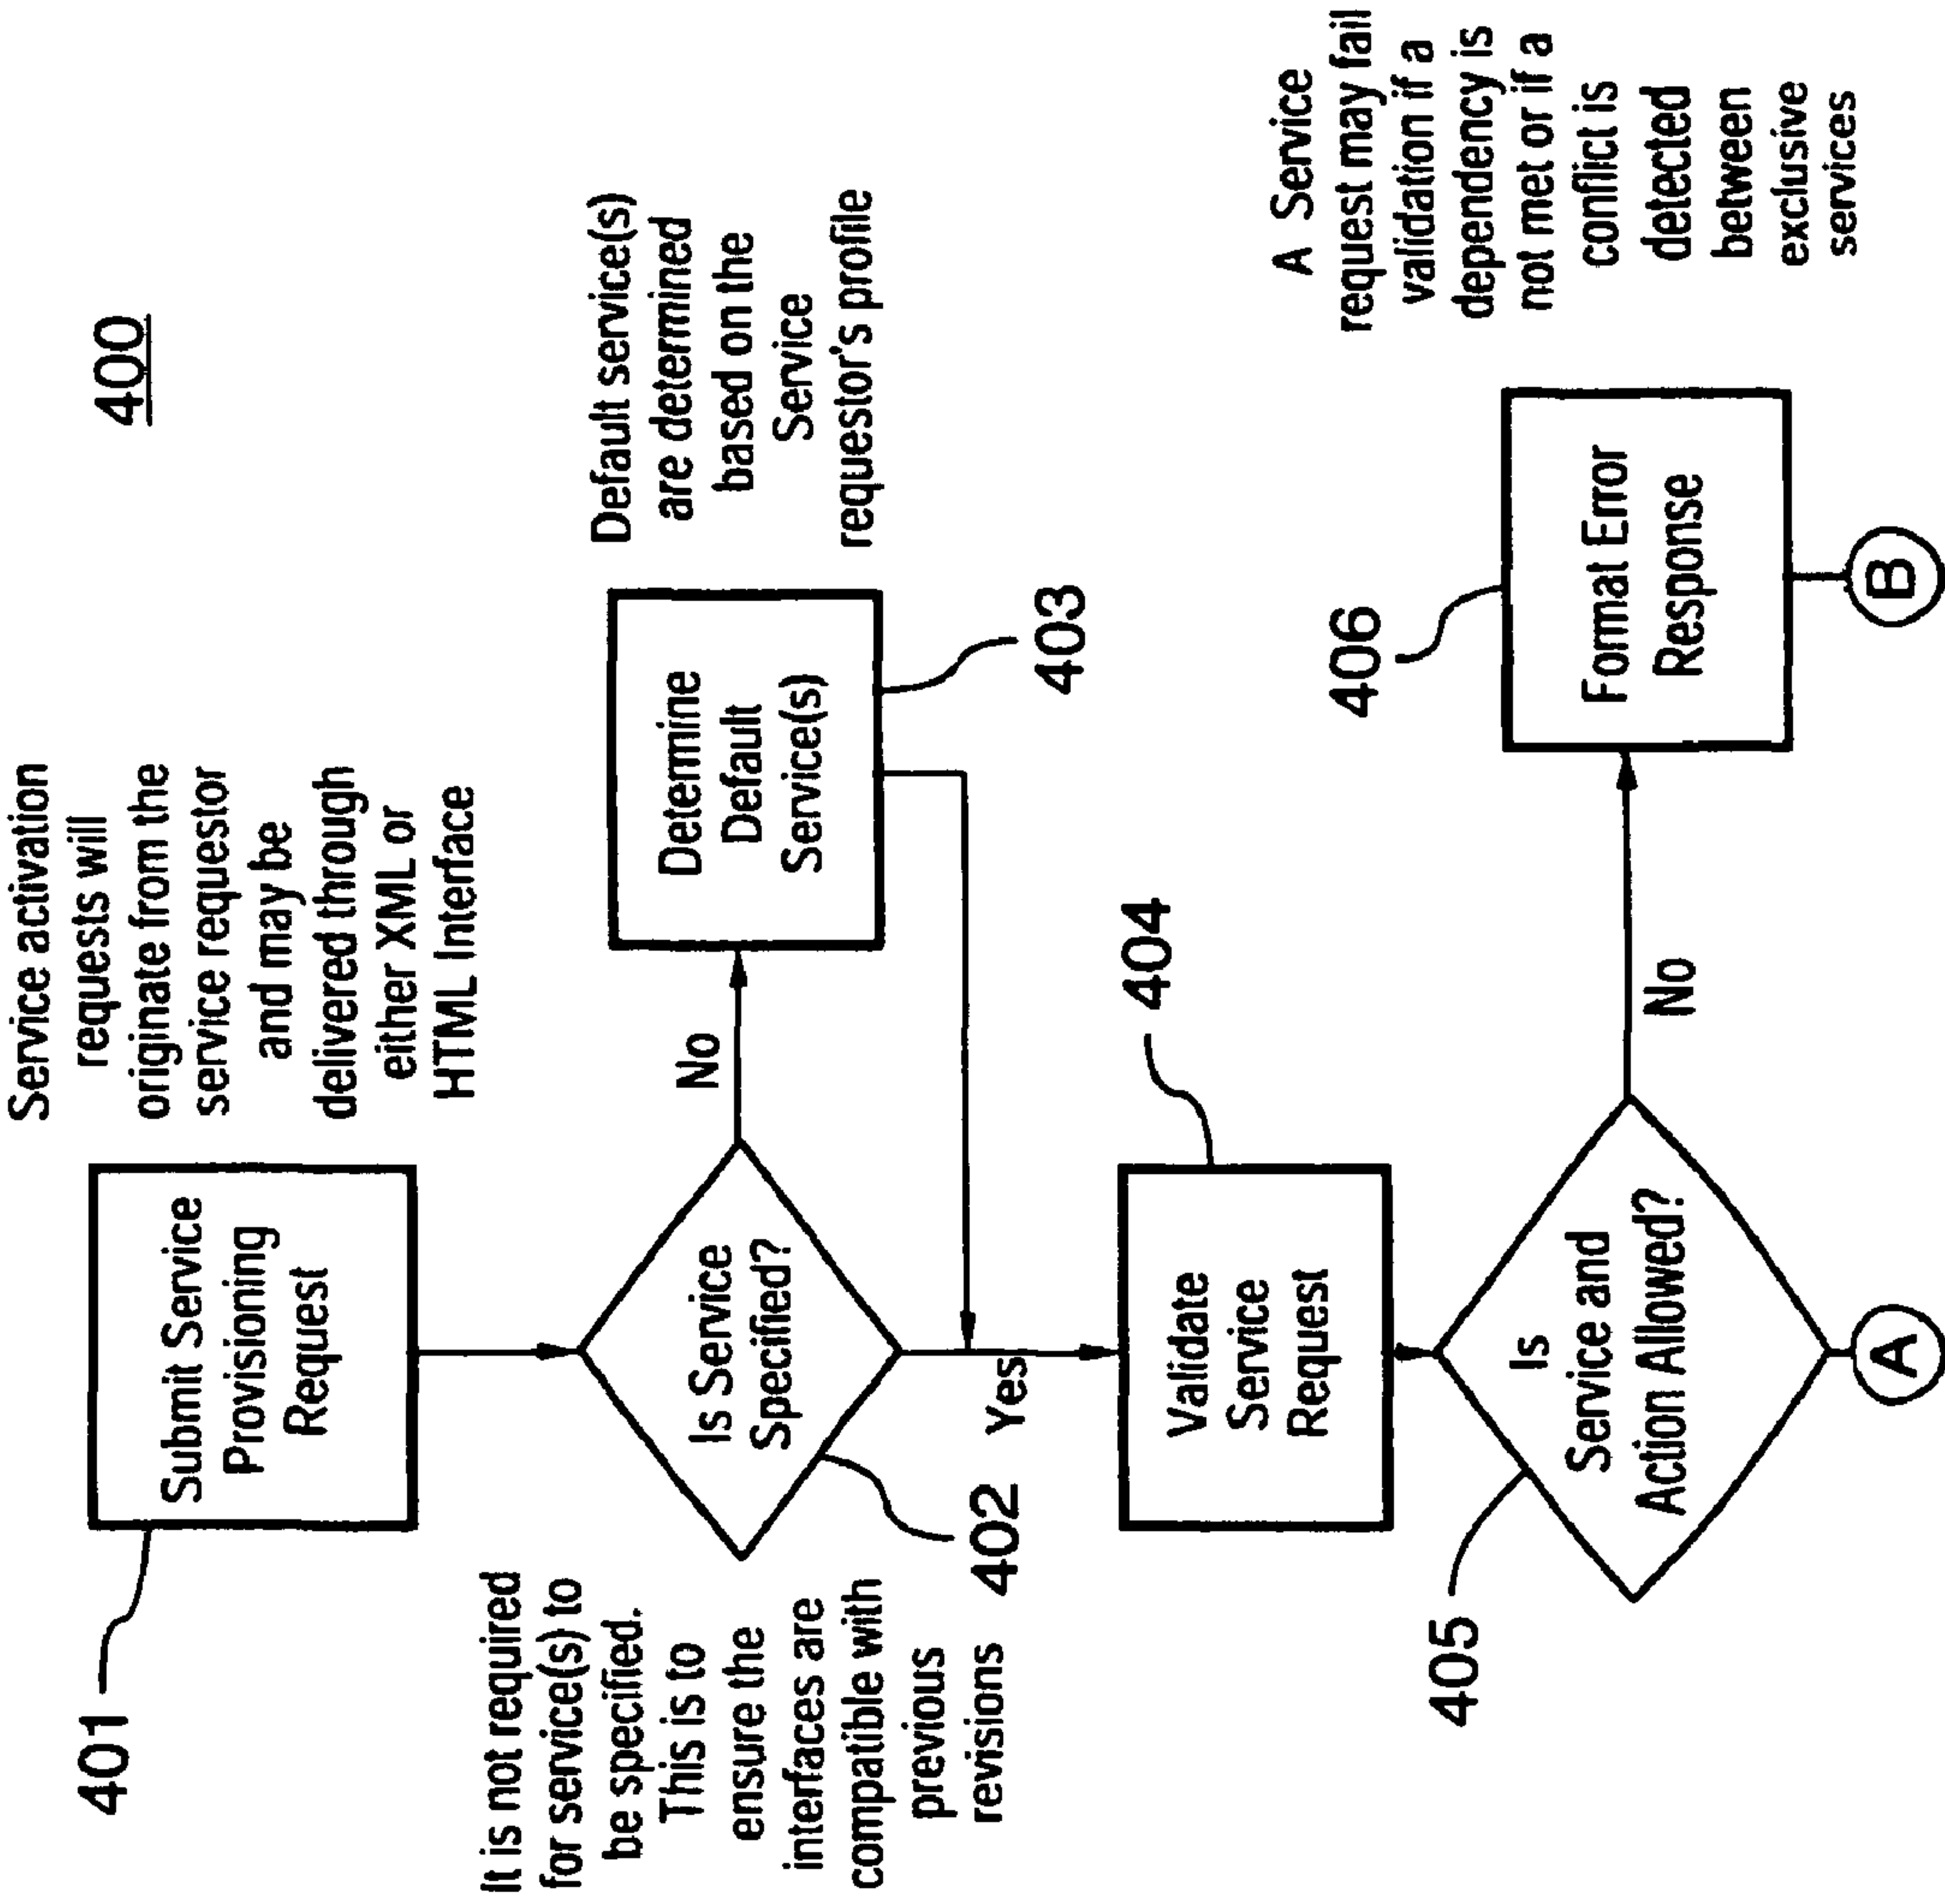 400
Service activation
requests will
originate from the
service requestor
and may be
delivered through
either XML or
HTML Interface
401
Submit Service
Provisioning
Request
It is not required
for service(s) to
be specified.
This is to
ensure the
interfaces are
compatible with
previous
revisions
402
Is Service
Specified?
No
Yes
Determine
Default
Service(s)
403
Default service(s)
are determined
based on the
Service
requestor's profile
404
Validate
Service
Request
405
Is
Service and
Action Allowed?
No
406
Format Error
Response
A Service
request may fail
validation if a
dependency is
not met or if a
conflict is
detected
between
exclusive
services
A
B